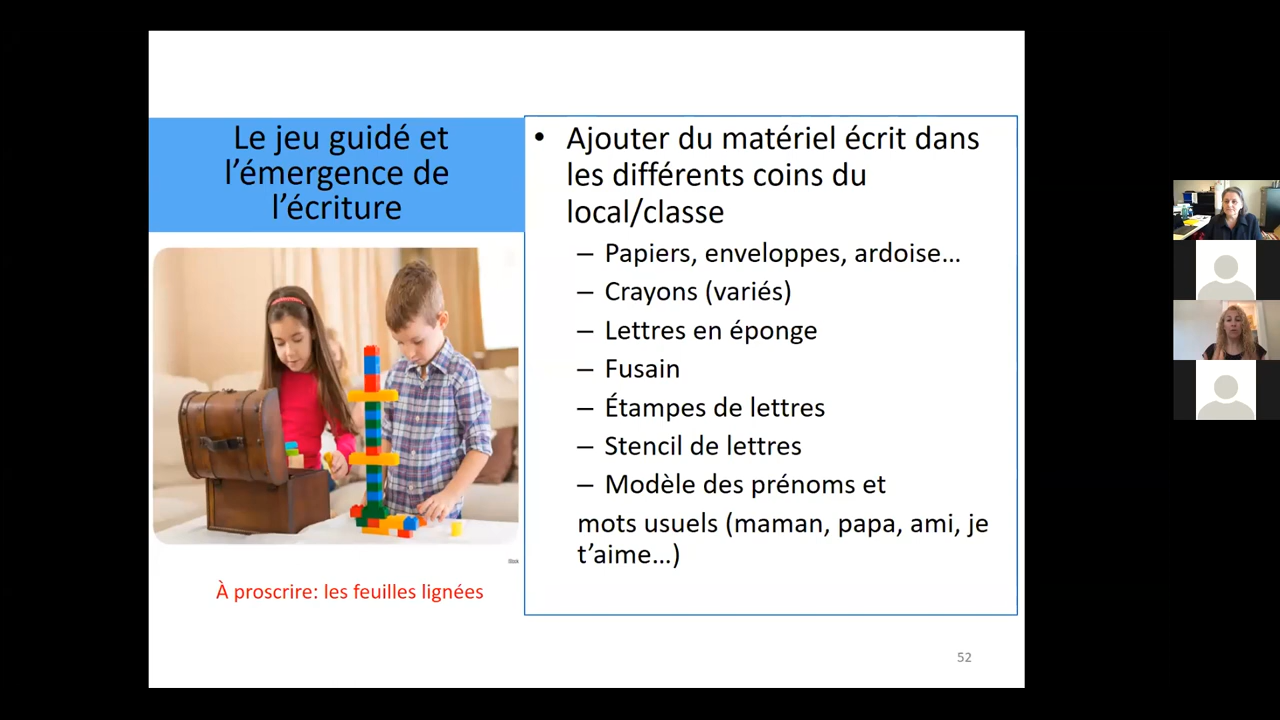 Le jeu guidé et
l’émergence de
l’écriture
À proscrire: les feuilles lignées
• Ajouter du matériel écrit dans
les différents coins du
local/classe
– Papiers, enveloppes, ardoise…
– Crayons (variés)
– Lettres en éponge
– Fusain
– Étampes de lettres
– Stencil de lettres
– Modèle des prénoms et
mots usuels (maman, papa, ami, je
t’aime…)
52